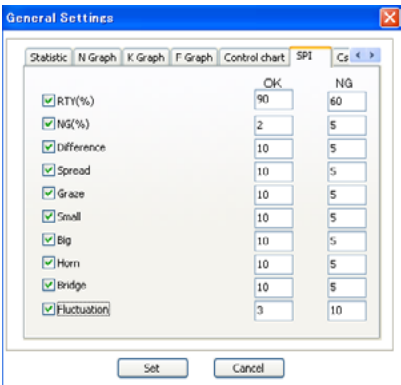 General Settings
Statistic N Graph K Graph F Graph Control chart SPI Cs
OK NG
RTY(%) 90 60
NG(%) 2 5
Difference 10 5
Spread 10 5
Graze 10 5
Small 10 5
Big 10 5
Horn 10 5
Bridge 10 5
Fluctuation 3 10
Set Cancel